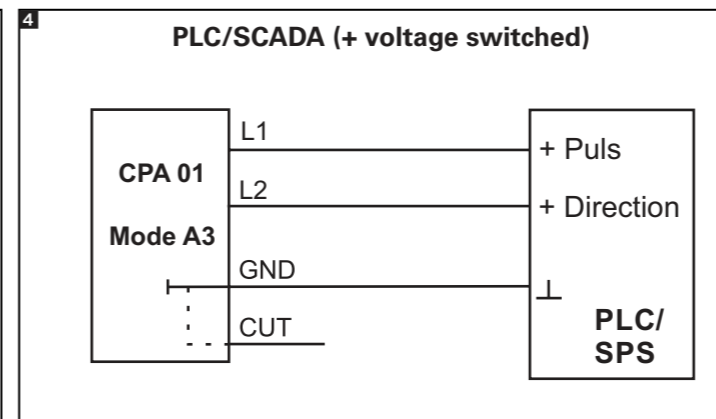 4
PLC/SCADA (+ voltage switched)
L1
+ Puls
CPA 01
L2
+ Direction
Mode A3
GND
⊥
CUT
PLC/
SPS